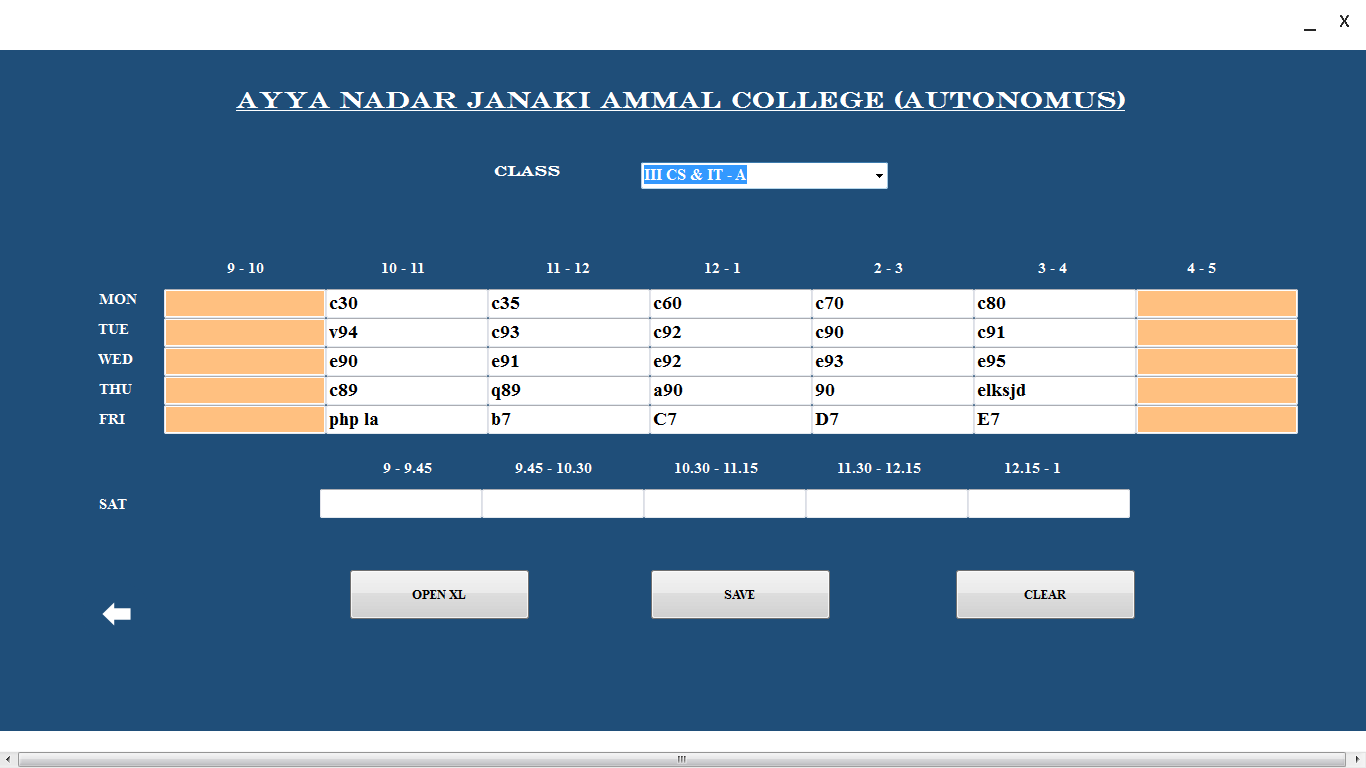 _ X
AYYA NADAR JANAKI AMMAL COLLEGE (AUTONOMUS)
CLASS III CS & IT - A
9 - 10 10 - 11 11 - 12 12 - 1 2 - 3 3 - 4 4 - 5
MON c30 c35 c60 c70 c80
TUE v94 c93 c92 c90 c91
WED e90 e91 e92 e93 e95
THU c89 q89 a90 90 elksjd
FRI php la b7 C7 D7 E7
9 - 9.45 9.45 - 10.30 10.30 - 11.15 11.30 - 12.15 12.15 - 1
SAT
OPEN XL SAVE CLEAR